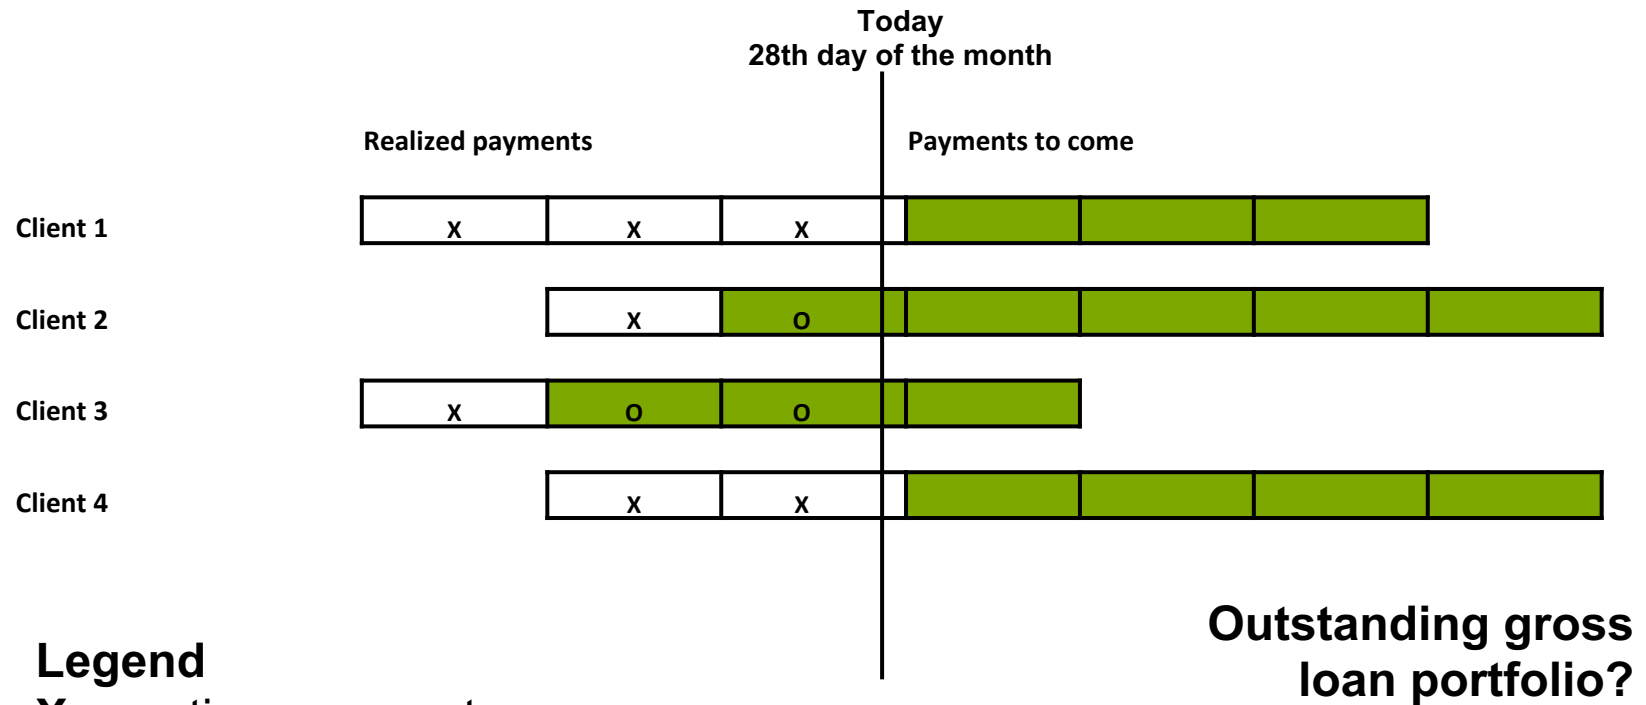 Today
28th day of the month
Realized payments
Payments to come
Client 1
X X X
Client 2
X O
Client 3
X O O
Client 4
X X
Outstanding gross
loan portfolio?
Legend